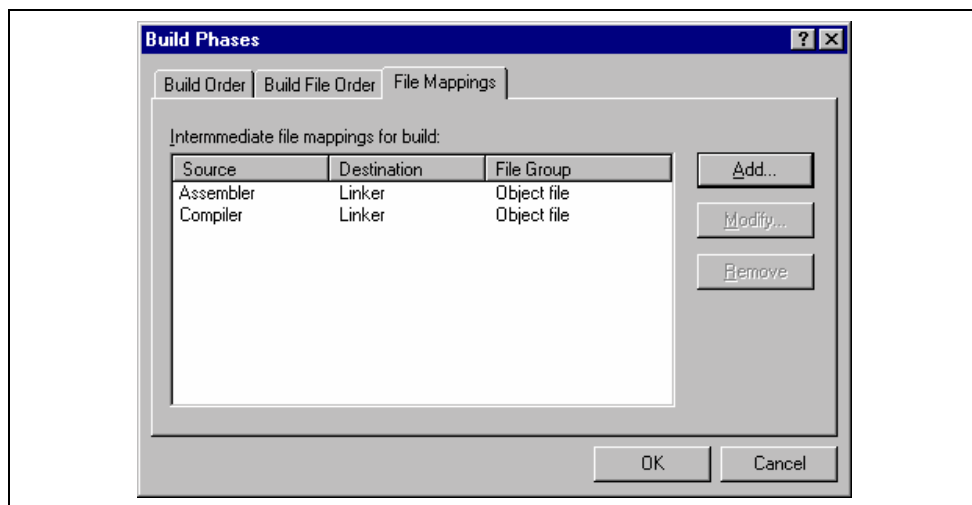 Build Phases
Build Order Build File Order File Mappings
Intermmediate file mappings for build:
Source Destination File Group
Assembler Linker Object file
Compiler Linker Object file
Add...
Modify...
Remove
OK Cancel